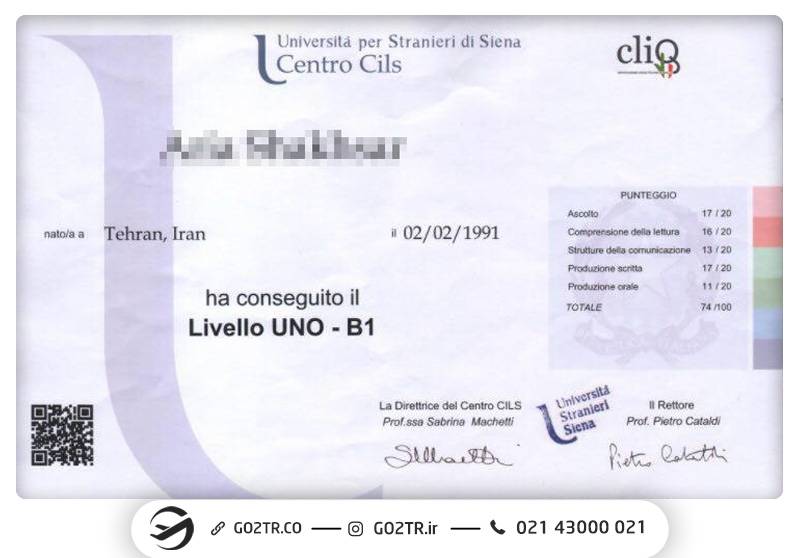 Università per Stranieri di Siena
Centro Cils
cliq
nato/a a Tehran, Iran il 02/02/1991
ha conseguito il
Livello UNO - B1
PUNTEGGIO
Ascolto 17 / 20
Comprensione della lettura 16 / 20
Strutture della comunicazione 13 / 20
Produzione scritta 17 / 20
Produzione orale 11 / 20
TOTALE 74 /100
La Direttrice del Centro CILS
Prof.ssa Sabrina Machetti
Università
Stranieri
Siena
Il Rettore
Prof. Pietro Cataldi
Pietro Cataldi
GO2TR.CO GO2TR.ir 021 43000 021